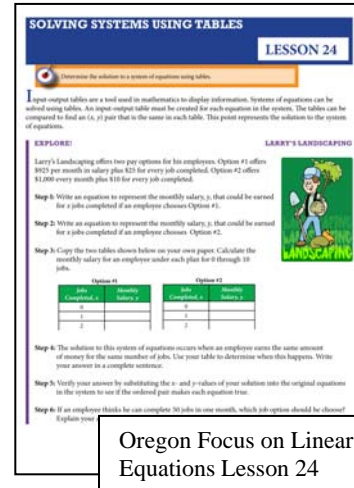 SOLVING SYSTEMS USING TABLES
LESSON 24
Determine the solution to a system of equations using tables.
Input-output tables are a tool used in mathematics to display information. Systems of equations can be
solved using tables. An input-output table must be created for each equation in the system. The tables can be
compared to find an (x, y) pair that is the same in each table. This point represents the solution to the system
of equations.
EXPLORE! LARRY'S LANDSCAPING
Larry's Landscaping offers two pay options for his employees. Option #1 offers
$925 per month in salary plus $25 for every job completed. Option #2 offers
$1,000 every month plus $10 for every job completed.
Step 1: Write an equation to represent the monthly salary, y, that could be earned
for x jobs completed if an employee chooses Option #1.
Step 2: Write an equation to represent the monthly salary, y, that could be earned
for x jobs completed if an employee chooses Option #2.
Step 3: Copy the two tables shown below on your own paper. Calculate the
monthly salary for an employee under each plan for 0 through 10
jobs.
LANDSCAPING
Option #1 Option #2
Jobs Monthly Jobs Monthly
Completed, x Salary, y Completed, x Salary, y
0 0
1 1
2 2
Step 4: The solution to this system of equations occurs when an employee earns the same amount
of money for the same number of jobs. Use your table to determine when this happens. Write
your answer in a complete sentence.
Step 5: Verify your answer by substituting the x- and y-values of your solution into the original equations
in the system to see if the ordered pair makes each equation true.
Step 6: If an employee thinks he can complete 50 jobs in one month, which job option should be choose?
Explain your
Oregon Focus on Linear
Equations Lesson 24